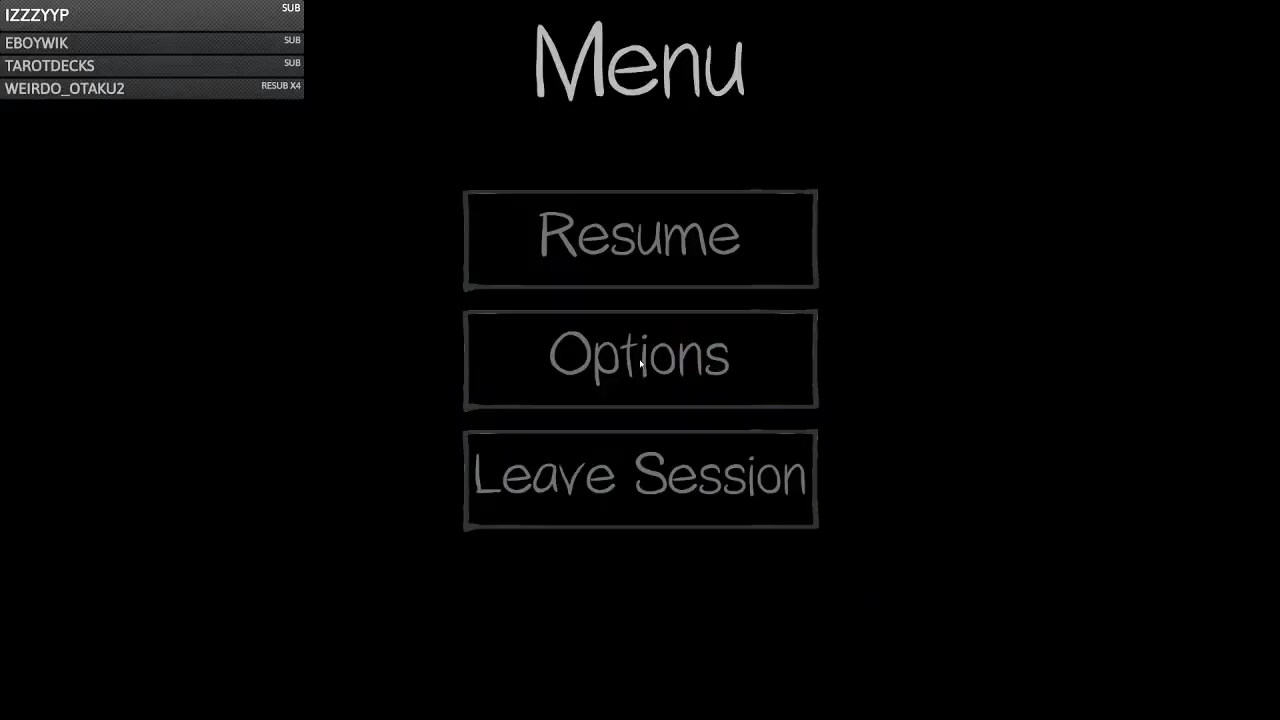 IZZZYYP SUB
EBOYWIK SUB
TAROTDECKS SUB
WEIRDO_OTAKU2 RESUB X4
Menu
Resume
Options
Leave Session